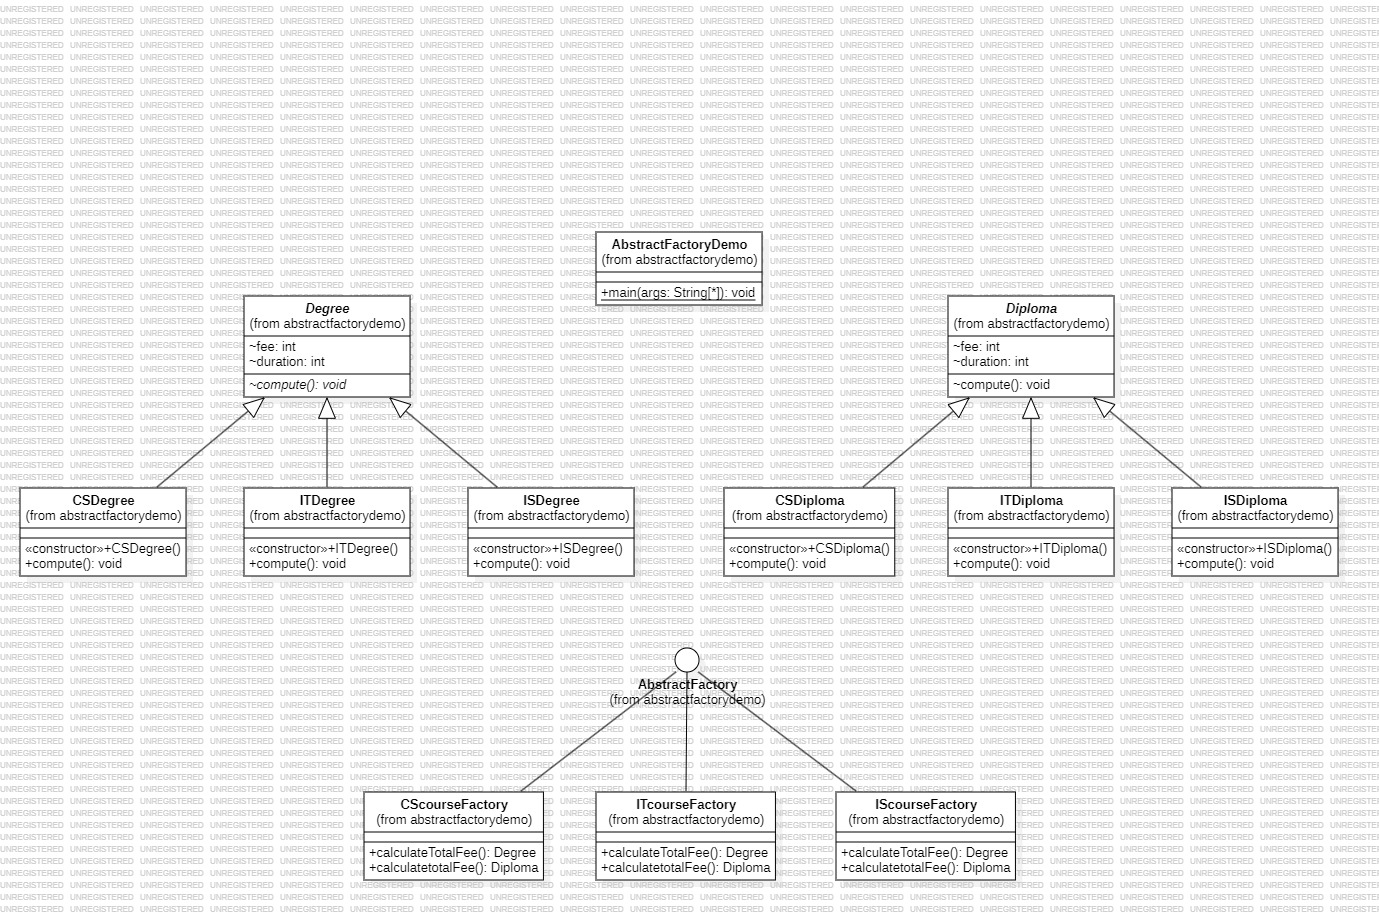 AbstractFactoryDemo
(from abstractfactorydemo)
+main(args: String[*]): void
Degree
(from abstractfactorydemo)
~fee: int
~duration: int
~compute(): void
Diploma
(from abstractfactorydemo)
~fee: int
~duration: int
~compute(): void
CSDegree
(from abstractfactorydemo)
«constructor»+CSDegree()
+compute(): void
ITDegree
(from abstractfactorydemo)
«constructor»+ITDegree()
+compute(): void
ISDegree
(from abstractfactorydemo)
«constructor»+ISDegree()
+compute(): void
CSDiploma
(from abstractfactorydemo)
«constructor»+CSDiploma()
+compute(): void
ITDiploma
(from abstractfactorydemo)
«constructor»+ITDiploma()
+compute(): void
ISDiploma
(from abstractfactorydemo)
«constructor»+ISDiploma()
+compute(): void
AbstractFactory
(from abstractfactorydemo)
CScourseFactory
(from abstractfactorydemo)
+calculateTotalFee(): Degree
+calculatetotalFee(): Diploma
ITcourseFactory
(from abstractfactorydemo)
+calculateTotalFee(): Degree
+calculatetotalFee(): Diploma
IScourseFactory
(from abstractfactorydemo)
+calculateTotalFee(): Degree
+calculatetotalFee(): Diploma
UNREGISTERED